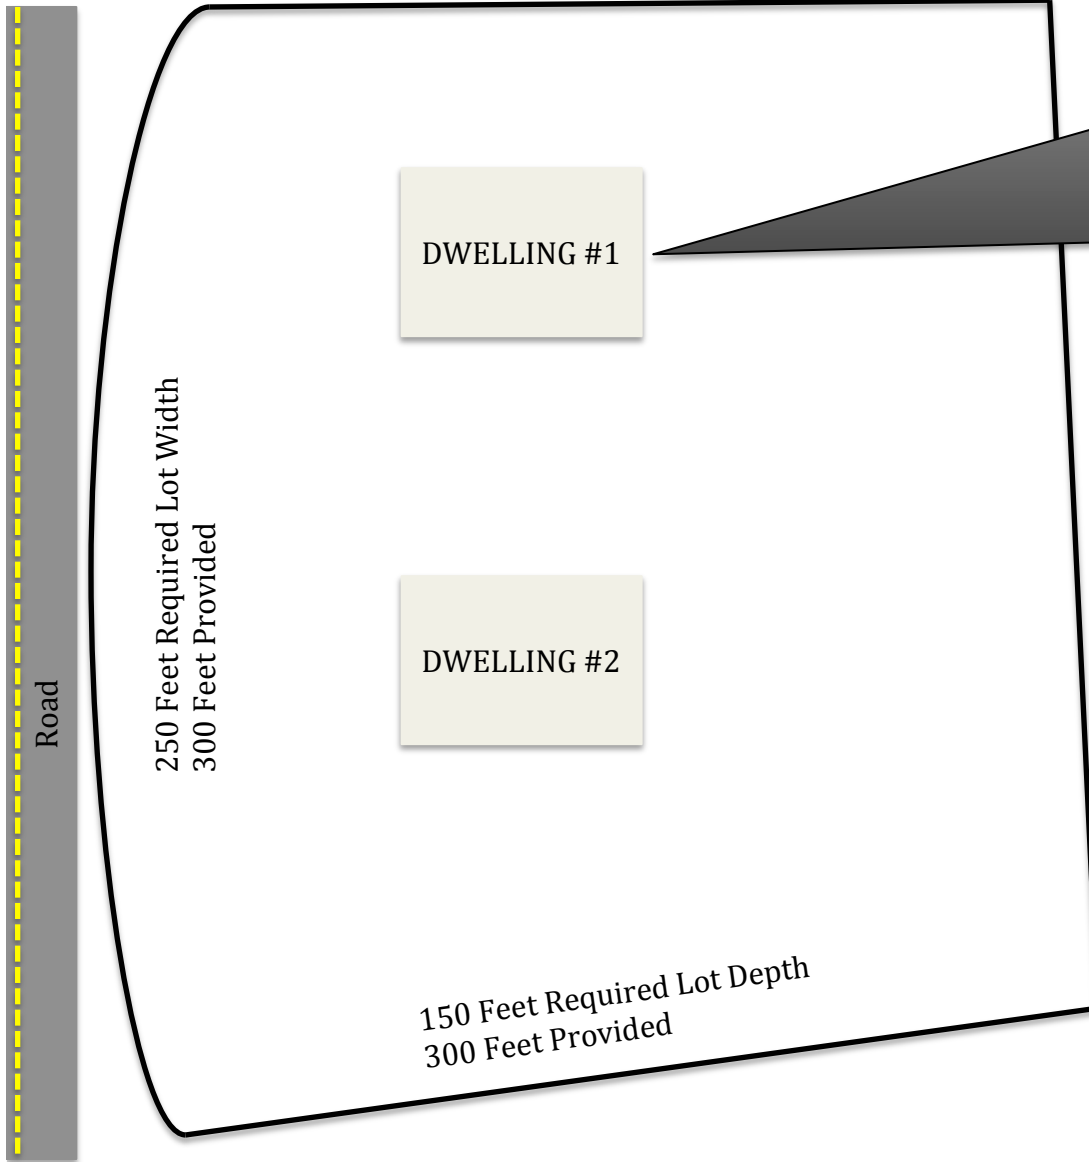 DWELLING #1
250 Feet Required Lot Width
300 Feet Provided
DWELLING #2
Road
150 Feet Required Lot Depth
300 Feet Provided